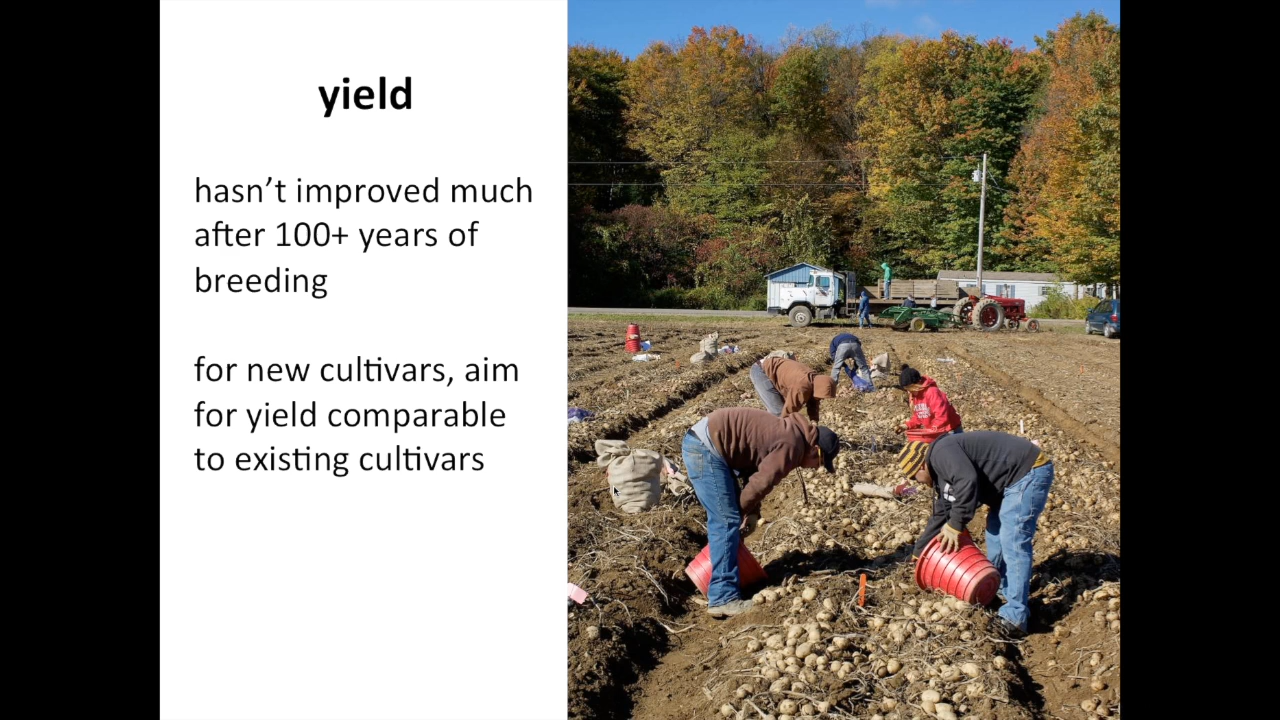 yield
hasn't improved much
after 100+ years of
breeding
for new cultivars, aim
for yield comparable
to existing cultivars